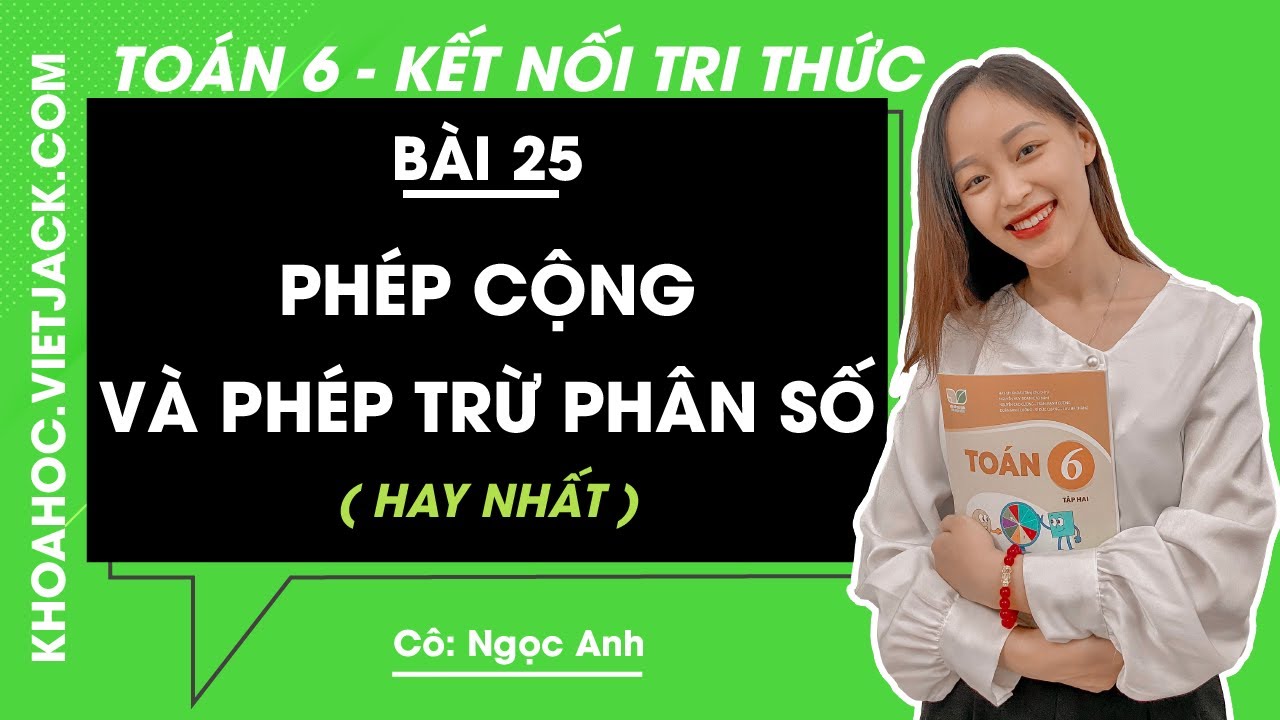 TOÁN 6 - KẾT NỐI TRI THỨC
KHOAHOC.VIETJACK.COM
BÀI 25
PHÉP CỘNG
VÀ PHÉP TRỪ PHÂN SỐ
( HAY NHẤT )
Cô: Ngọc Anh
TOÁN 6
TẬP HAI